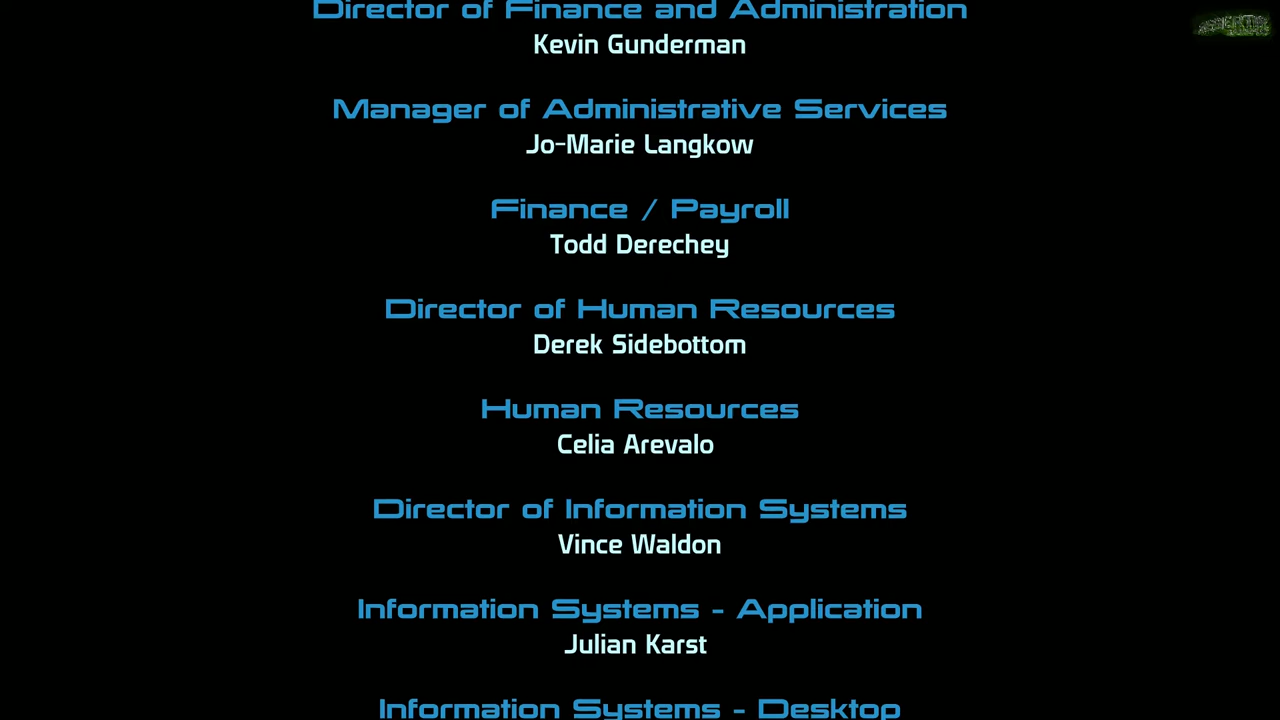 Director of Finance and Administration
Kevin Gunderman
Manager of Administrative Services
Jo-Marie Langkow
Finance / Payroll
Todd Derechey
Director of Human Resources
Derek Sidebottom
Human Resources
Celia Arevalo
Director of Information Systems
Vince Waldon
Information Systems - Application
Julian Karst
Information Systems - Desktop